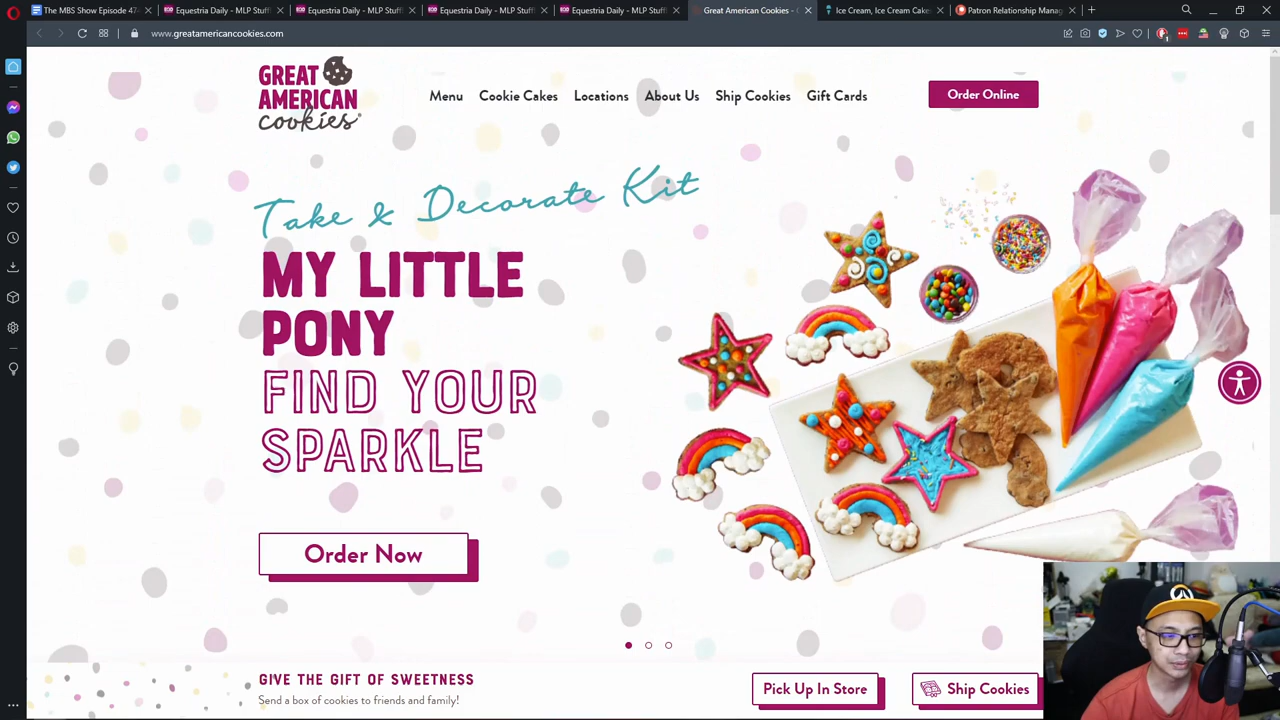 The MBS Show Episode 474
Equestria Daily - MLP Stuff!
Equestria Daily - MLP Stuff!
Equestria Daily - MLP Stuff!
Equestria Daily - MLP Stuff!
Great American Cookies -
Ice Cream, Ice Cream Cakes
Patron Relationship Manag
www.greatamericancookies.com
GREAT
AMERICAN
cookies
Menu
Cookie Cakes
Locations
About Us
Ship Cookies
Gift Cards
Order Online
Take & Decorate Kit
MY LITTLE
PONY
FIND YOUR
SPARKLE
Order Now
GIVE THE GIFT OF SWEETNESS
Send a box of cookies to friends and family!
Pick Up In Store
Ship Cookies